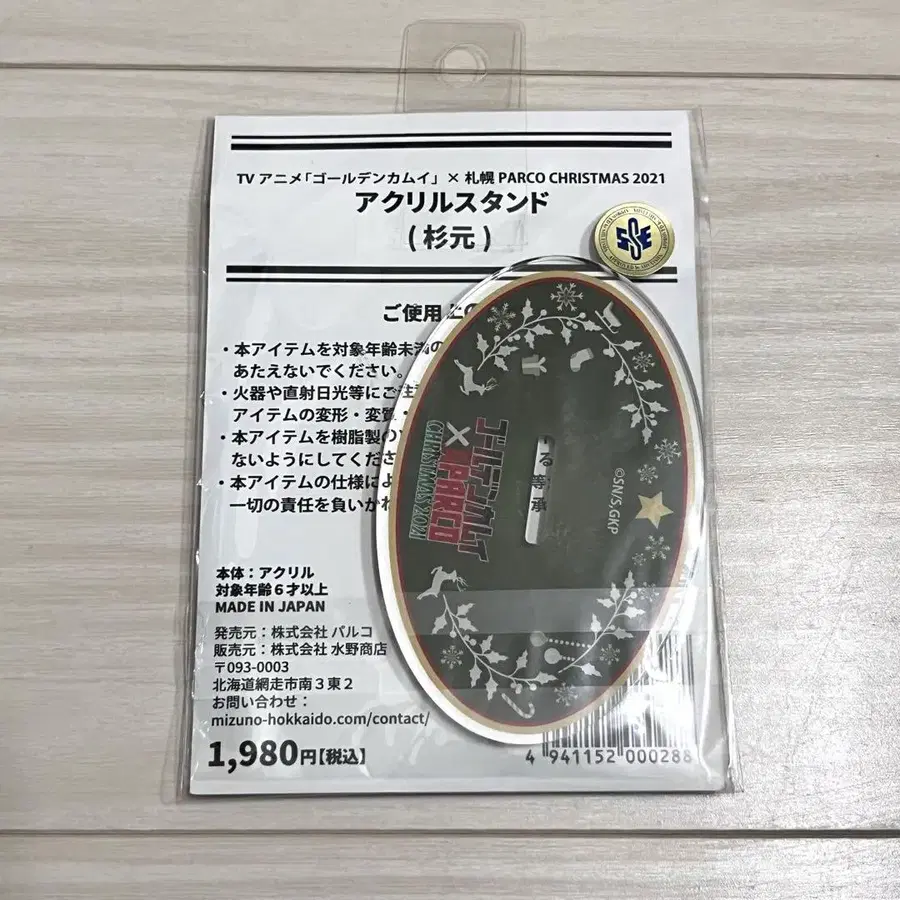 TV アニメ「ゴールデンカムイ」 × 札幌 PARCO CHRISTMAS 2021
アクリルスタンド
( 杉元 )
ご使用上の
・本アイテムを対象年齢未満の
あたえないでください。
・火器や直射日光等にご注
アイテムの変形・変質・
・本アイテムを樹脂製の
ないようにしてくださ
・本アイテムの仕様によ
一切の責任を負いかね
る等
承
ゴールデンカムイ
×PARCO
CHRISTMAS 2021
©SN/S,GKP
本体：アクリル
対象年齢６才以上
MADE IN JAPAN
発売元：株式会社 パルコ
販売元：株式会社 水野商店
〒093-0003
北海道網走市南３東２
お問い合わせ：
mizuno-hokkaido.com/contact/
1,980円【税込】
4 941152 000288